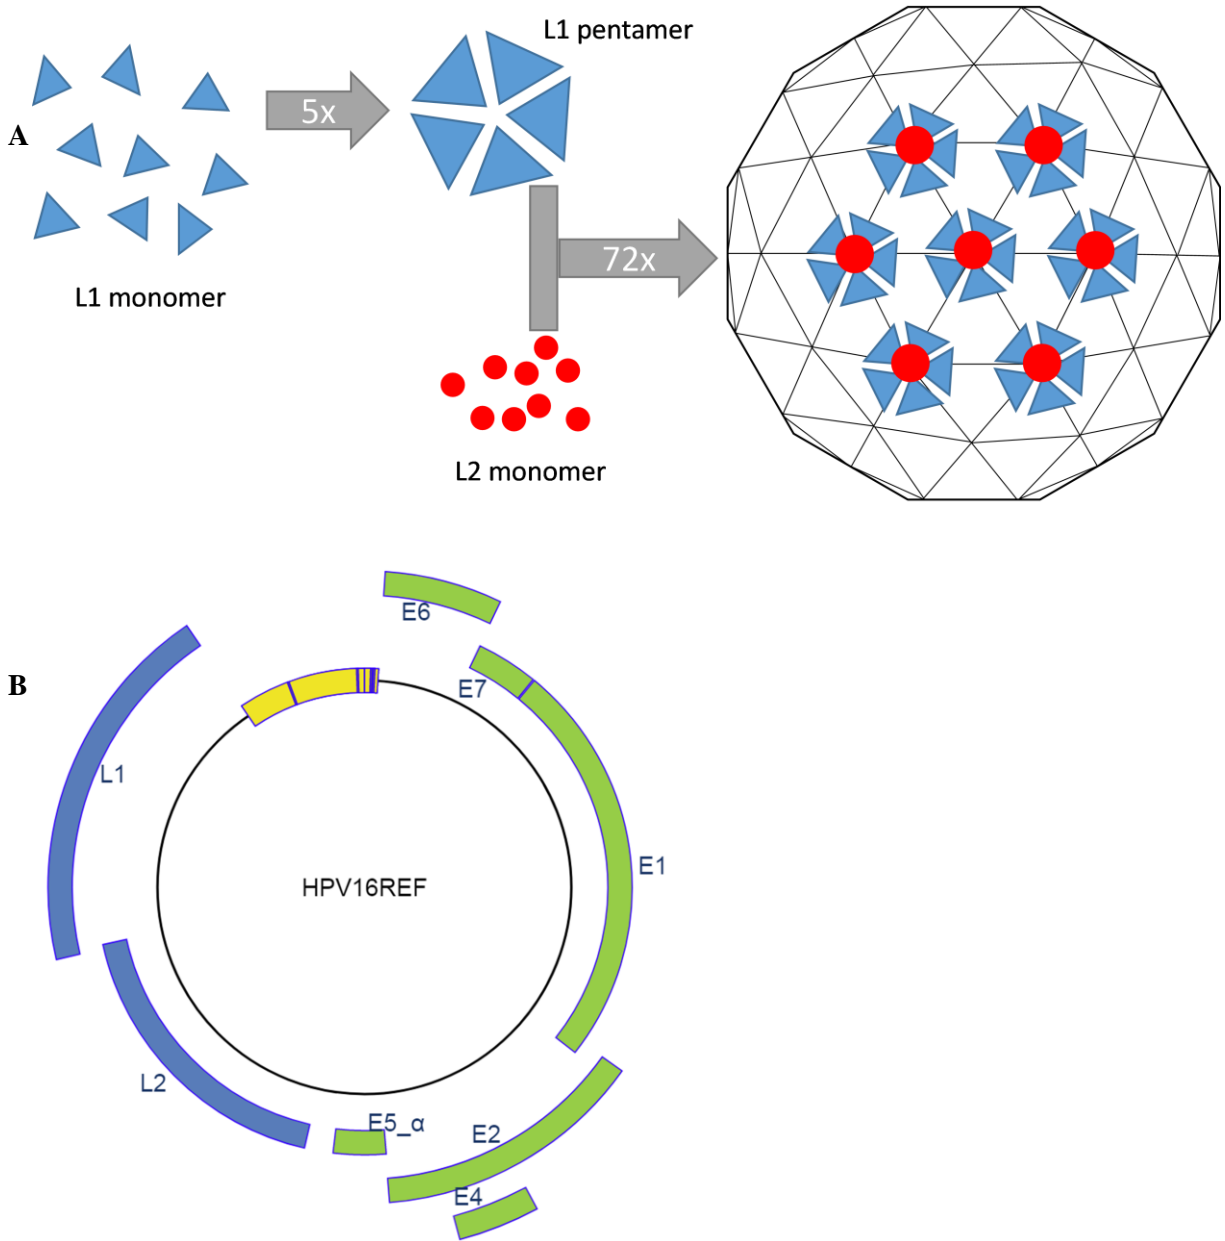 L1 pentamer
A
5x
L1 monomer
72x
L2 monomer
B
E6
E7
L1
E1
HPV16REF
L2
E5_α
E2
E4